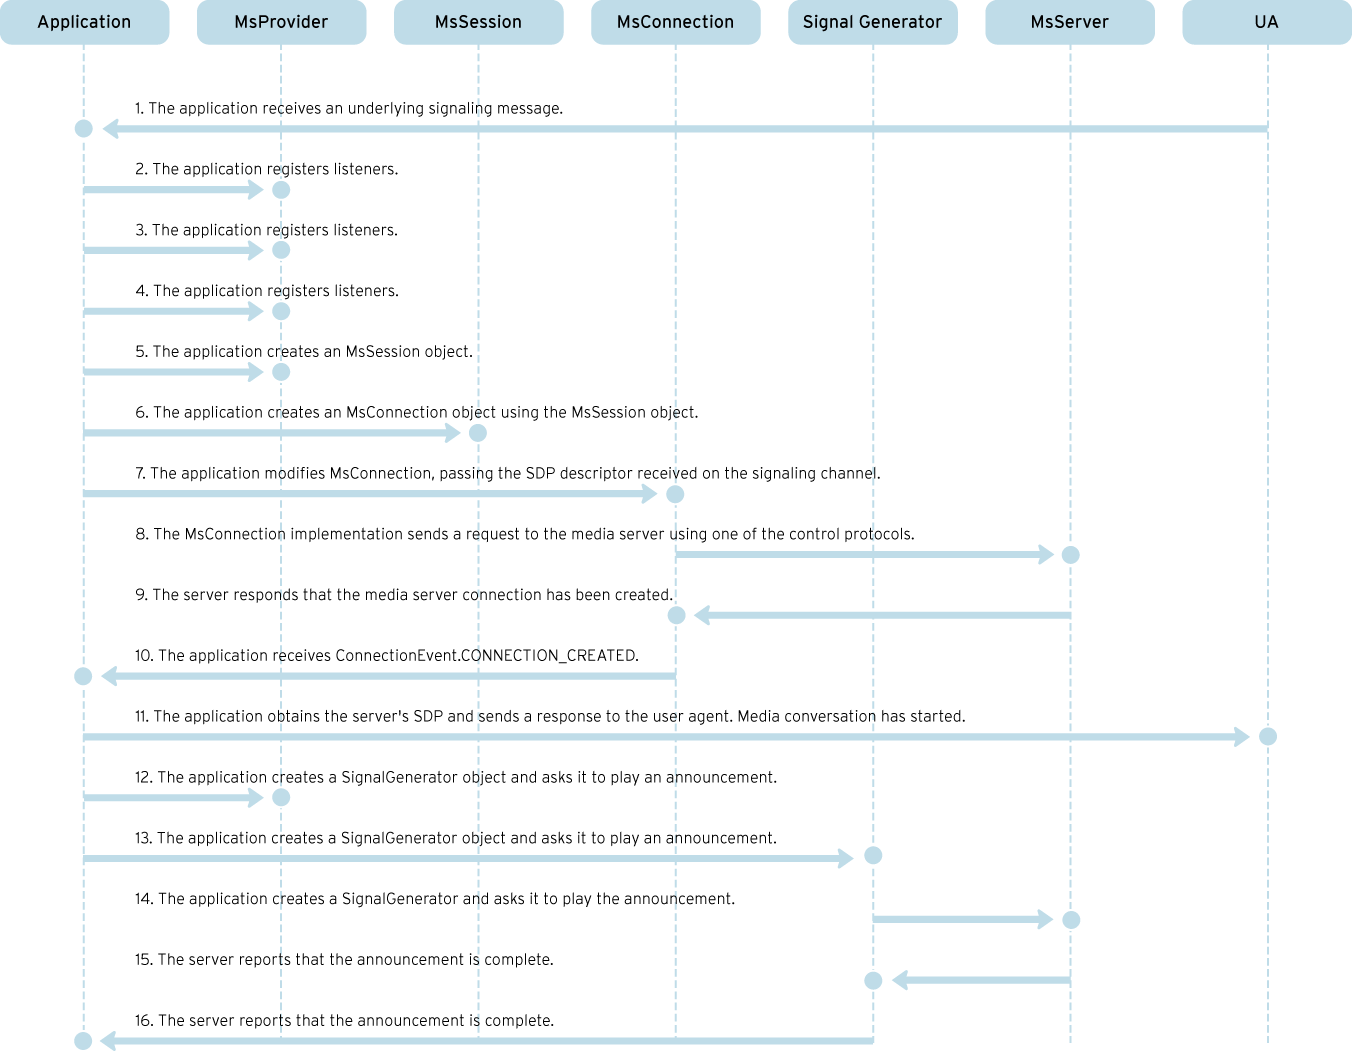 Application MsProvider MsSession MsConnection Signal Generator MsServer UA
1. The application receives an underlying signaling message.
2. The application registers listeners.
3. The application registers listeners.
4. The application registers listeners.
5. The application creates an MsSession object.
6. The application creates an MsConnection object using the MsSession object.
7. The application modifies MsConnection, passing the SDP descriptor received on the signaling channel.
8. The MsConnection implementation sends a request to the media server using one of the control protocols.
9. The server responds that the media server connection has been created.
10. The application receives ConnectionEvent.CONNECTION_CREATED.
11. The application obtains the server's SDP and sends a response to the user agent. Media conversation has started.
12. The application creates a SignalGenerator object and asks it to play an announcement.
13. The application creates a SignalGenerator object and asks it to play an announcement.
14. The application creates a SignalGenerator and asks it to play the announcement.
15. The server reports that the announcement is complete.
16. The server reports that the announcement is complete.